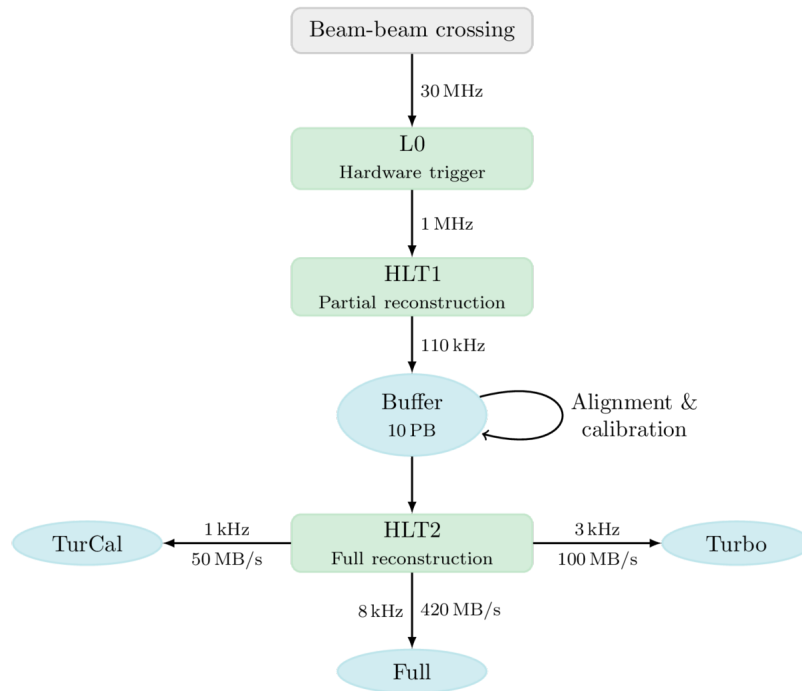 Beam-beam crossing
30 MHz
L0
Hardware trigger
1 MHz
HLT1
Partial reconstruction
110 kHz
Buffer
10 PB
Alignment &
calibration
TurCal
1 kHz
50 MB/s
HLT2
Full reconstruction
3 kHz
100 MB/s
Turbo
8 kHz
420 MB/s
Full